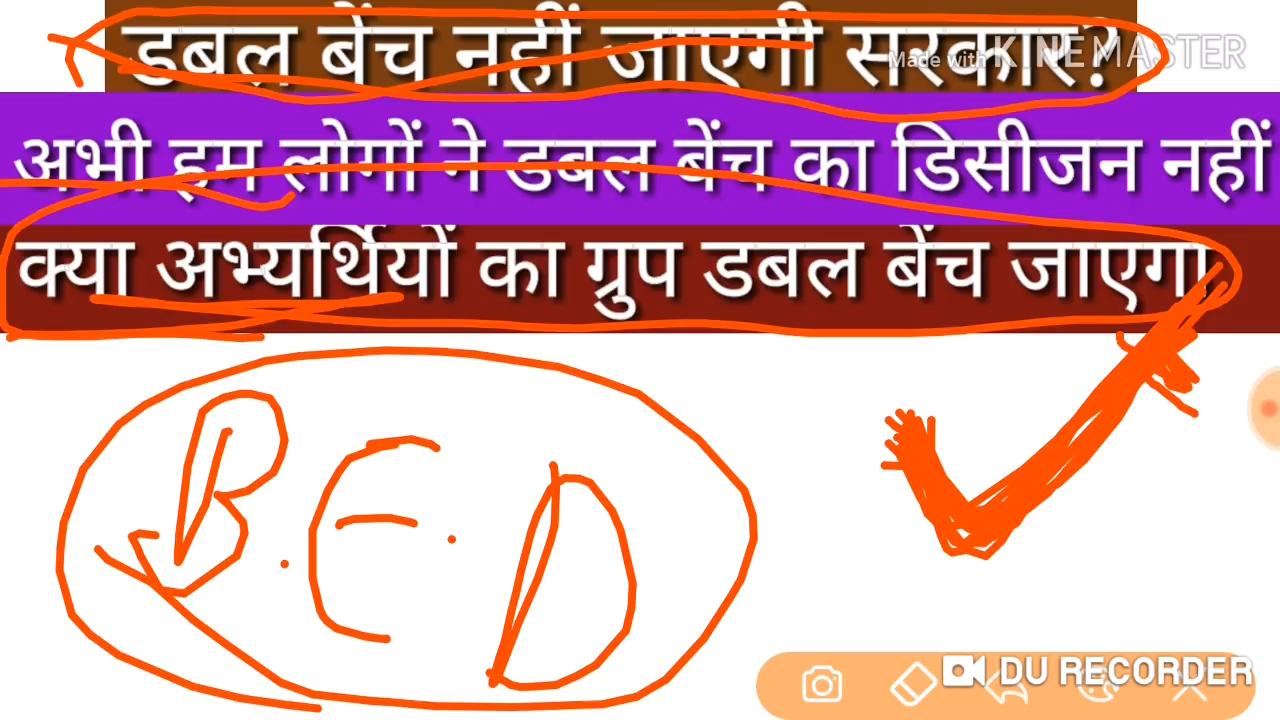 डबल बेंच नहीं जाएगी सरकार?
Made with KINEMASTER
अभी हम लोगों ने डबल बेंच का डिसीजन नहीं
क्या अभ्यर्थियों का ग्रुप डबल बेंच जाएगा
B.E.D
DU RECORDER